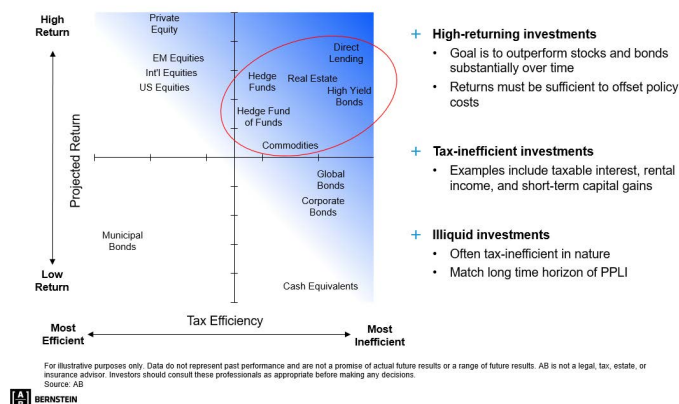 High
Return
Projected Return
Low
Return
Private
Equity
EM Equities
Int'l Equities
US Equities
Direct
Lending
Hedge
Funds
Real Estate
High Yield
Bonds
Hedge Fund
of Funds
Commodities
Global
Bonds
Corporate
Bonds
Municipal
Bonds
Cash Equivalents
Most
Efficient
Tax Efficiency
Most
Inefficient
+ High-returning investments
• Goal is to outperform stocks and bonds
substantially over time
• Returns must be sufficient to offset policy
costs
+ Tax-inefficient investments
• Examples include taxable interest, rental
income, and short-term capital gains
+ Illiquid investments
• Often tax-inefficient in nature
• Match long time horizon of PPLI
For illustrative purposes only. Data do not represent past performance and are not a promise of actual future results or a range of future results. AB is not a legal, tax, estate, or
insurance advisor. Investors should consult these professionals as appropriate before making any decisions.
Source: AB
BERNSTEIN